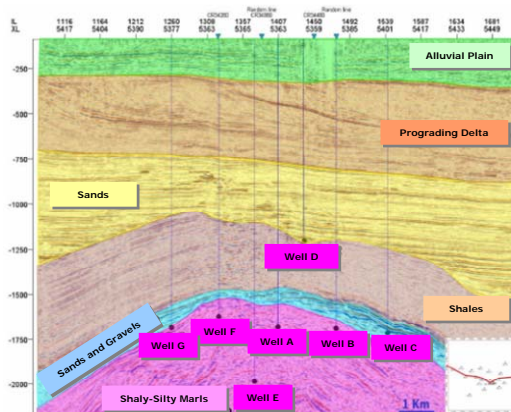 IL 1116 1164 1212 1260 1308 1357 1407 1450 1492 1539 1587 1634 1681
XL 5417 5404 5390 5377 5363 5365 5363 5359 5385 5401 5417 5433 5449
Random line
Random line
Alluvial Plain
-250
-500
Prograding Delta
-750
Sands
-1000
-1250
Well D
-1500
Shales
Sands and Gravels
Well F
Well G
Well A
Well B
Well C
-1750
-2000
Shaly-Silty Marls
Well E
1 Km